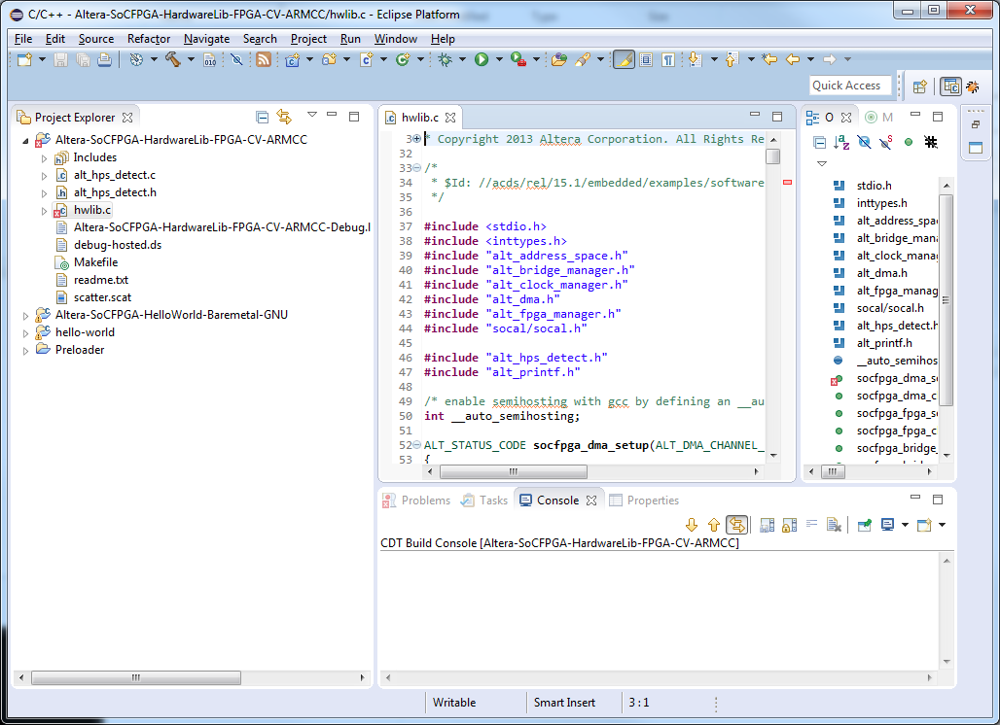 C/C++ - Altera-SoCFPGA-HardwareLib-FPGA-CV-ARMCC/hwlib.c - Eclipse Platform
File Edit Source Refactor Navigate Search Project Run Window Help
Quick Access
Project Explorer
Altera-SoCFPGA-HardwareLib-FPGA-CV-ARMCC
Includes
alt_hps_detect.c
alt_hps_detect.h
hwlib.c
Altera-SoCFPGA-HardwareLib-FPGA-CV-ARMCC-Debug.l
debug-hosted.ds
Makefile
readme.txt
scatter.scat
Altera-SoCFPGA-HelloWorld-Baremetal-GNU
hello-world
Preloader
hwlib.c
3 * Copyright 2013 Altera Corporation. All Rights Re
32
33 /*
34 * $Id: //acds/rel/15.1/embedded/examples/software
35 */
36
37 #include <stdio.h>
38 #include <inttypes.h>
39 #include "alt_address_space.h"
40 #include "alt_bridge_manager.h"
41 #include "alt_clock_manager.h"
42 #include "alt_dma.h"
43 #include "alt_fpga_manager.h"
44 #include "socal/socal.h"
45
46 #include "alt_hps_detect.h"
47 #include "alt_printf.h"
48
49 /* enable semihosting with gcc by defining an __au
50 int __auto_semihosting;
51
52 ALT_STATUS_CODE socfpga_dma_setup(ALT_DMA_CHANNEL_
53 {
O M
stdio.h
inttypes.h
alt_address_spa
alt_bridge_mana
alt_clock_manag
alt_dma.h
alt_fpga_manag
socal/socal.h
alt_hps_detect.h
alt_printf.h
__auto_semihos
socfpga_dma_se
socfpga_dma_c
socfpga_fpga_se
socfpga_fpga_c
socfpga_bridge_
Problems Tasks Console Properties
CDT Build Console [Altera-SoCFPGA-HardwareLib-FPGA-CV-ARMCC]
Writable Smart Insert 3 : 1